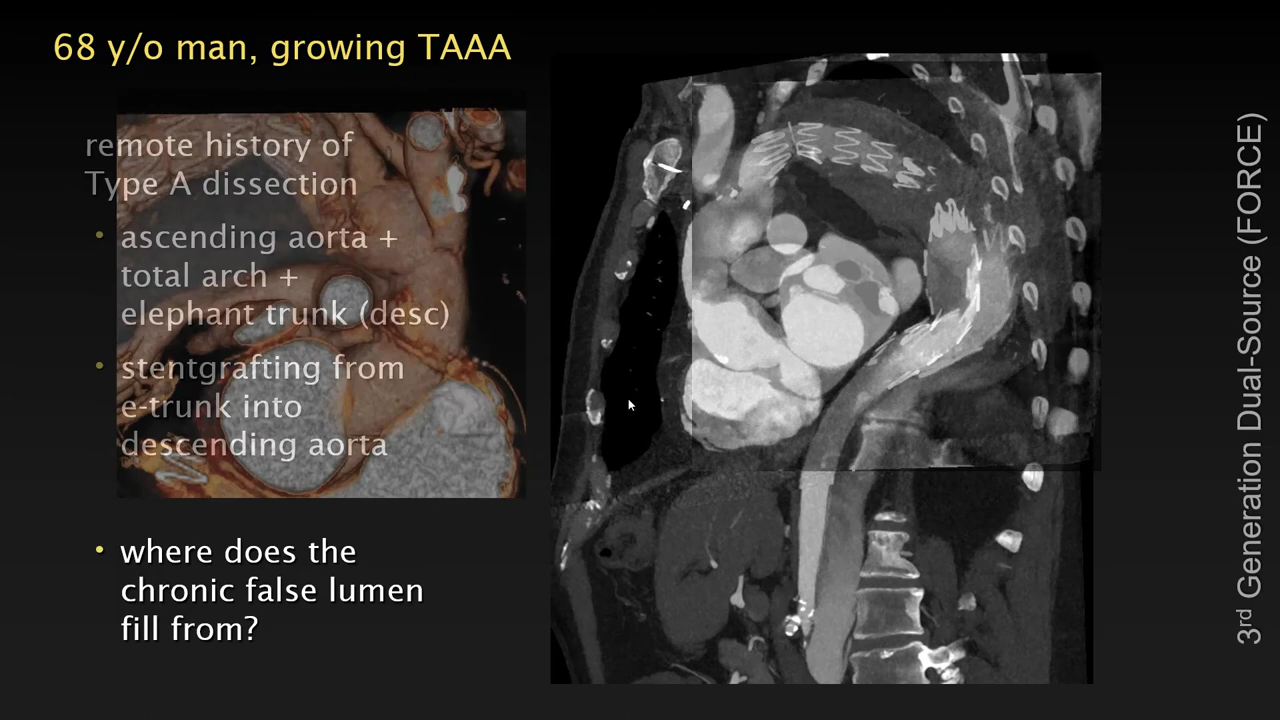 68 y/o man, growing TAAA
remote history of
Type A dissection
• ascending aorta +
total arch +
elephant trunk (desc)
• stentgrafting from
e-trunk into
descending aorta
• where does the
chronic false lumen
fill from?
3rd Generation Dual-Source (FORCE)